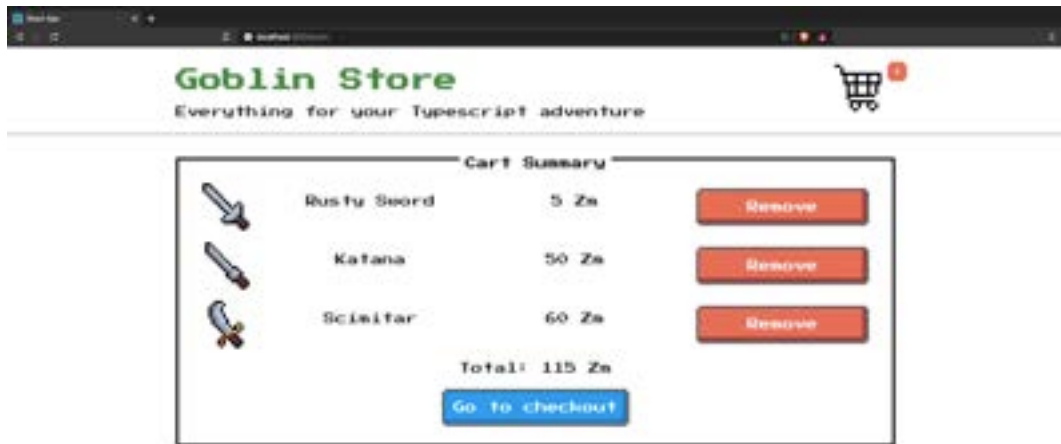 Goblin Store
Everything for your Typescript adventure
Cart Summary
Rusty Sword 5 Zm Remove
Katana 50 Zm Remove
Scimitar 60 Zm Remove
Total: 115 Zm
Go to checkout